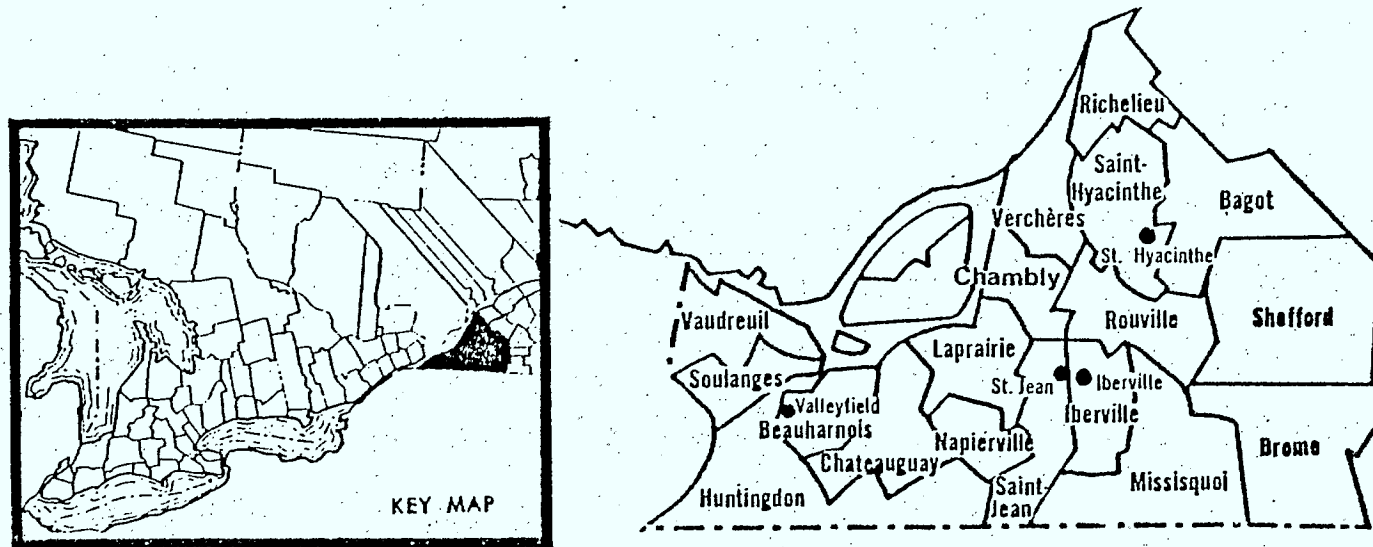 KEY MAP
Richelieu
Saint-
Hyacinthe
Bagot
Verchères
St. Hyacinthe
Chambly
Shefford
Vaudreuil
Rouville
Laprairie
Soulanges
St. Jean
Iberville
Iberville
Valleyfield
Beauharnois
Napierville
Chateauguay
Brome
Huntingdon
Saint-
Jean
Missisquoi